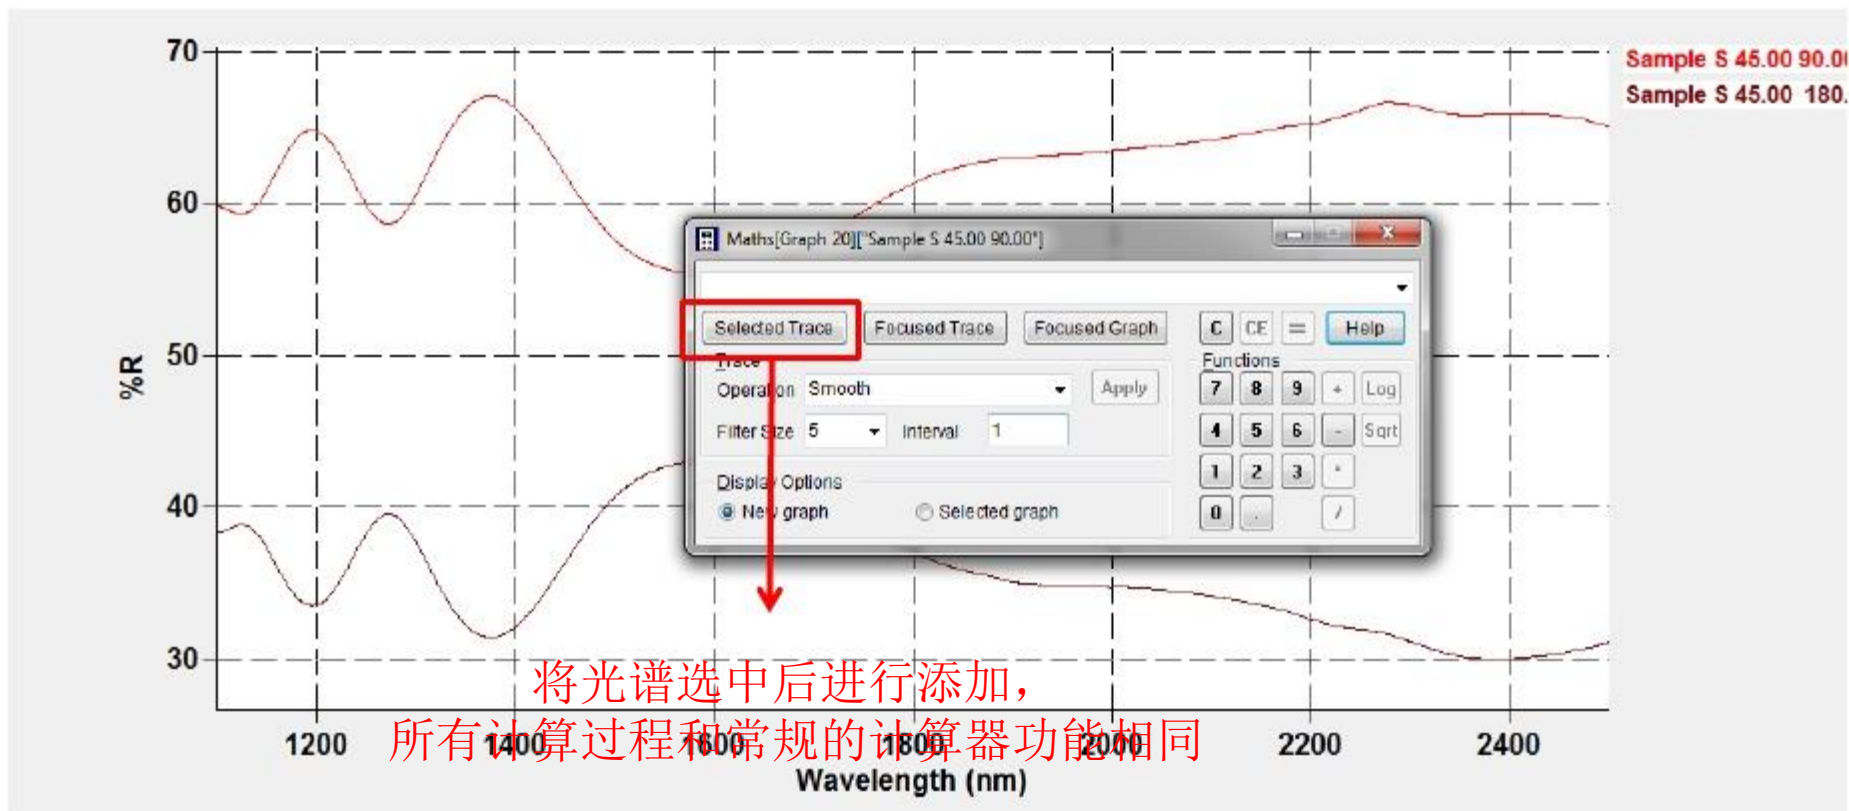 70
60
50
40
30
%R
Sample S 45.00 90.0
Sample S 45.00 180.
Maths[Graph 20]["Sample S 45.00 90.00"]
Selected Trace Focused Trace Focused Graph C CE = Help
Trace
Operation Smooth Apply
Filter Size 5 Interval 1
Display Options
New graph Selected graph
Functions
7 8 9 + Log
4 5 6 - Sqrt
1 2 3 *
0 . /
将光谱选中后进行添加，
所有计算过程和常规的计算器功能相同
1200 1400 1600 1800 2000 2200 2400
Wavelength (nm)